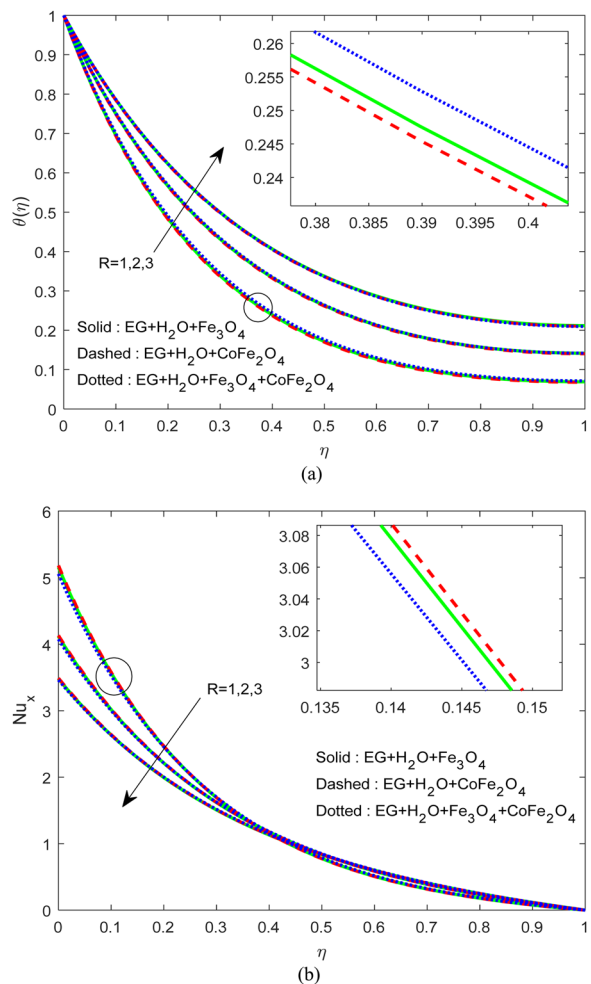 (a)
1
0.9
0.8
0.7
0.6
0.5
0.4
0.3
0.2
0.1
0
θ(η)
0.26
0.255
0.25
0.245
0.24
0.38 0.385 0.39 0.395 0.4
R=1,2,3
Solid : EG+H₂O+Fe₃O₄
Dashed : EG+H₂O+CoFe₂O₄
Dotted : EG+H₂O+Fe₃O₄+CoFe₂O₄
0 0.1 0.2 0.3 0.4 0.5 0.6 0.7 0.8 0.9 1
η
(a)
6
5
4
3
2
1
0
Nuₓ
3.08
3.06
3.04
3.02
3
0.135 0.14 0.145 0.15
R=1,2,3
Solid : EG+H₂O+Fe₃O₄
Dashed : EG+H₂O+CoFe₂O₄
Dotted : EG+H₂O+Fe₃O₄+CoFe₂O₄
0 0.1 0.2 0.3 0.4 0.5 0.6 0.7 0.8 0.9 1
η
(b)